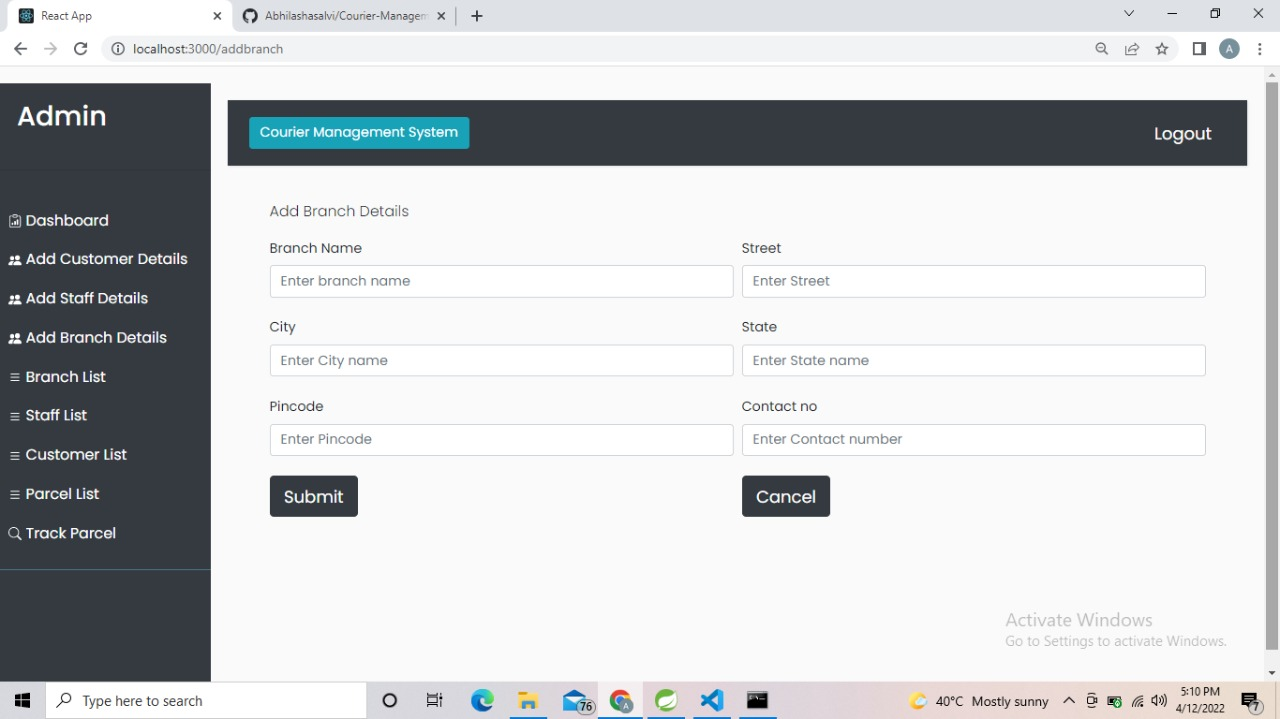 React App
Abhilashasalvi/Courier-Managem
localhost:3000/addbranch
A
Admin
Courier Management System
Logout
Dashboard
Add Customer Details
Add Staff Details
Add Branch Details
Branch List
Staff List
Customer List
Parcel List
Track Parcel
Add Branch Details
Branch Name
Street
Enter branch name
Enter Street
City
State
Enter City name
Enter State name
Pincode
Contact no
Enter Pincode
Enter Contact number
Submit
Cancel
Activate Windows
Go to Settings to activate Windows.
Type here to search
76
A
40°C Mostly sunny
5:10 PM
4/12/2022
7